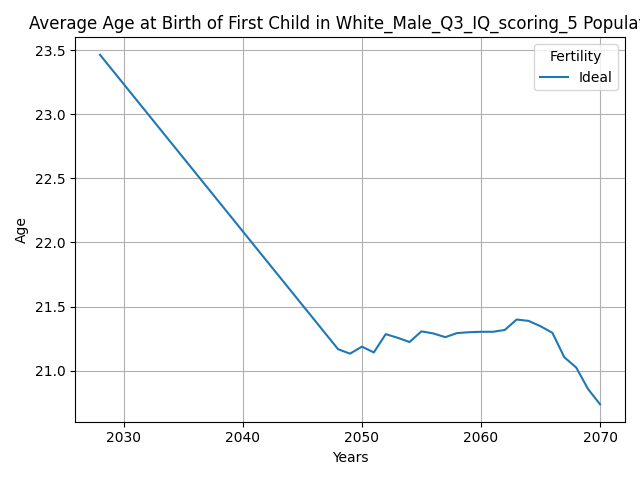 Average Age at Birth of First Child in White_Male_Q3_IQ_scoring_5 Popula
23.5
23.0
22.5
22.0
21.5
21.0
Age
Fertility
Ideal
2030 2040 2050 2060 2070
Years